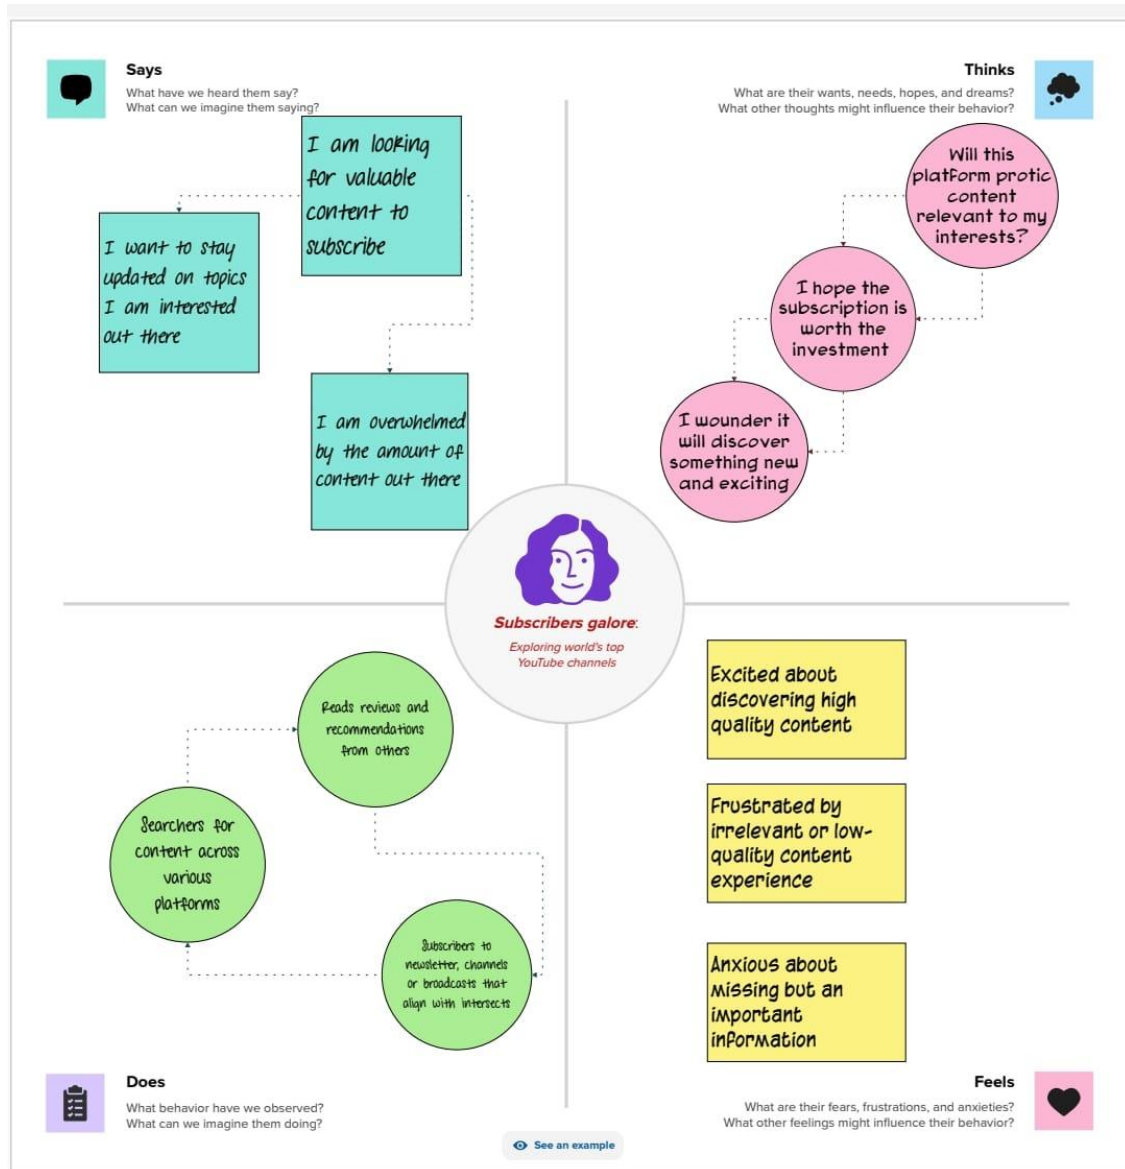 Says
What have we heard them say?
What can we imagine them saying?
I am looking
for valuable
content to
subscribe
I want to stay
updated on topics
I am interested
out there
I am overwhelmed
by the amount of
content out there
Thinks
What are their wants, needs, hopes, and dreams?
What other thoughts might influence their behavior?
Will this
platform protic
content
relevant to my
interests?
I hope the
subscription is
worth the
investment
I wounder it
will discover
something new
and exciting
Subscribers galore:
Exploring world's top
YouTube channels
Reads reviews and
recommendations
from others
Searchers for
content across
various
platforms
Subscribers to
newsletter, channels
or broadcasts that
align with intersects
Does
What behavior have we observed?
What can we imagine them doing?
Excited about
discovering high
quality content
Frustrated by
irrelevant or low-
quality content
experience
Anxious about
missing but an
important
information
Feels
What are their fears, frustrations, and anxieties?
What other feelings might influence their behavior?
See an example